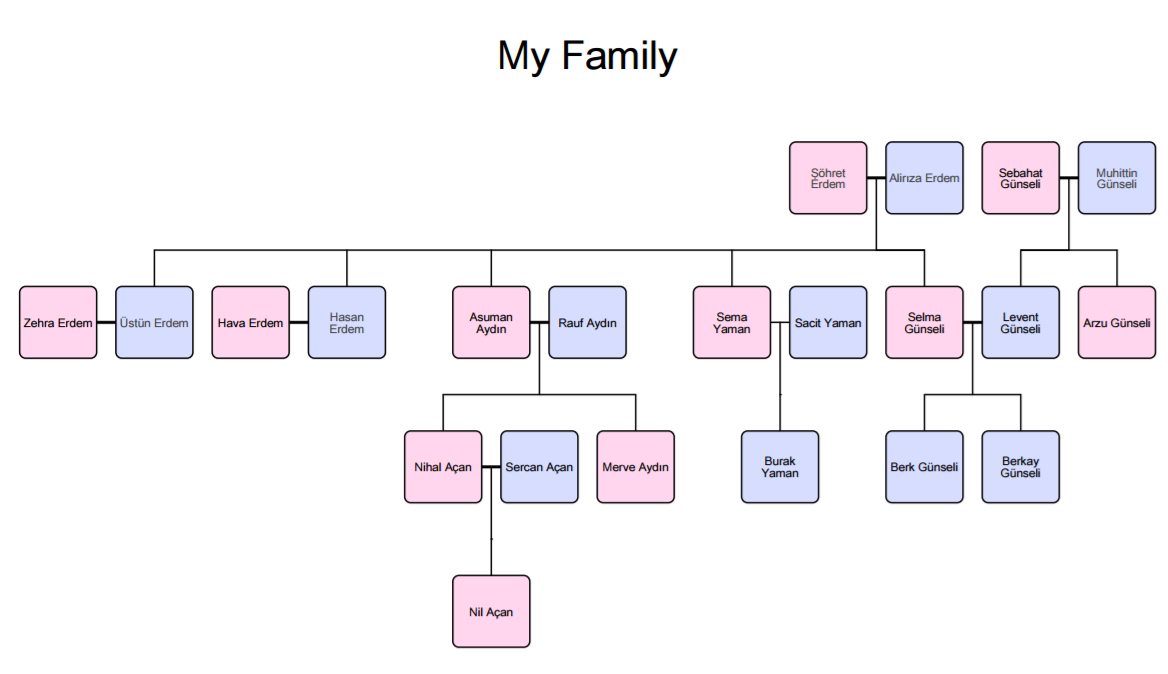 My Family
Şöhret
Erdem
Alirıza Erdem
Sebahat
Günseli
Muhittin
Günseli
Zehra Erdem
Üstün Erdem
Hava Erdem
Hasan
Erdem
Asuman
Aydın
Rauf Aydın
Sema
Yaman
Sacit Yaman
Selma
Günseli
Levent
Günseli
Arzu Günseli
Nihal Açan
Sercan Açan
Merve Aydın
Burak
Yaman
Berk Günseli
Berkay
Günseli
Nil Açan